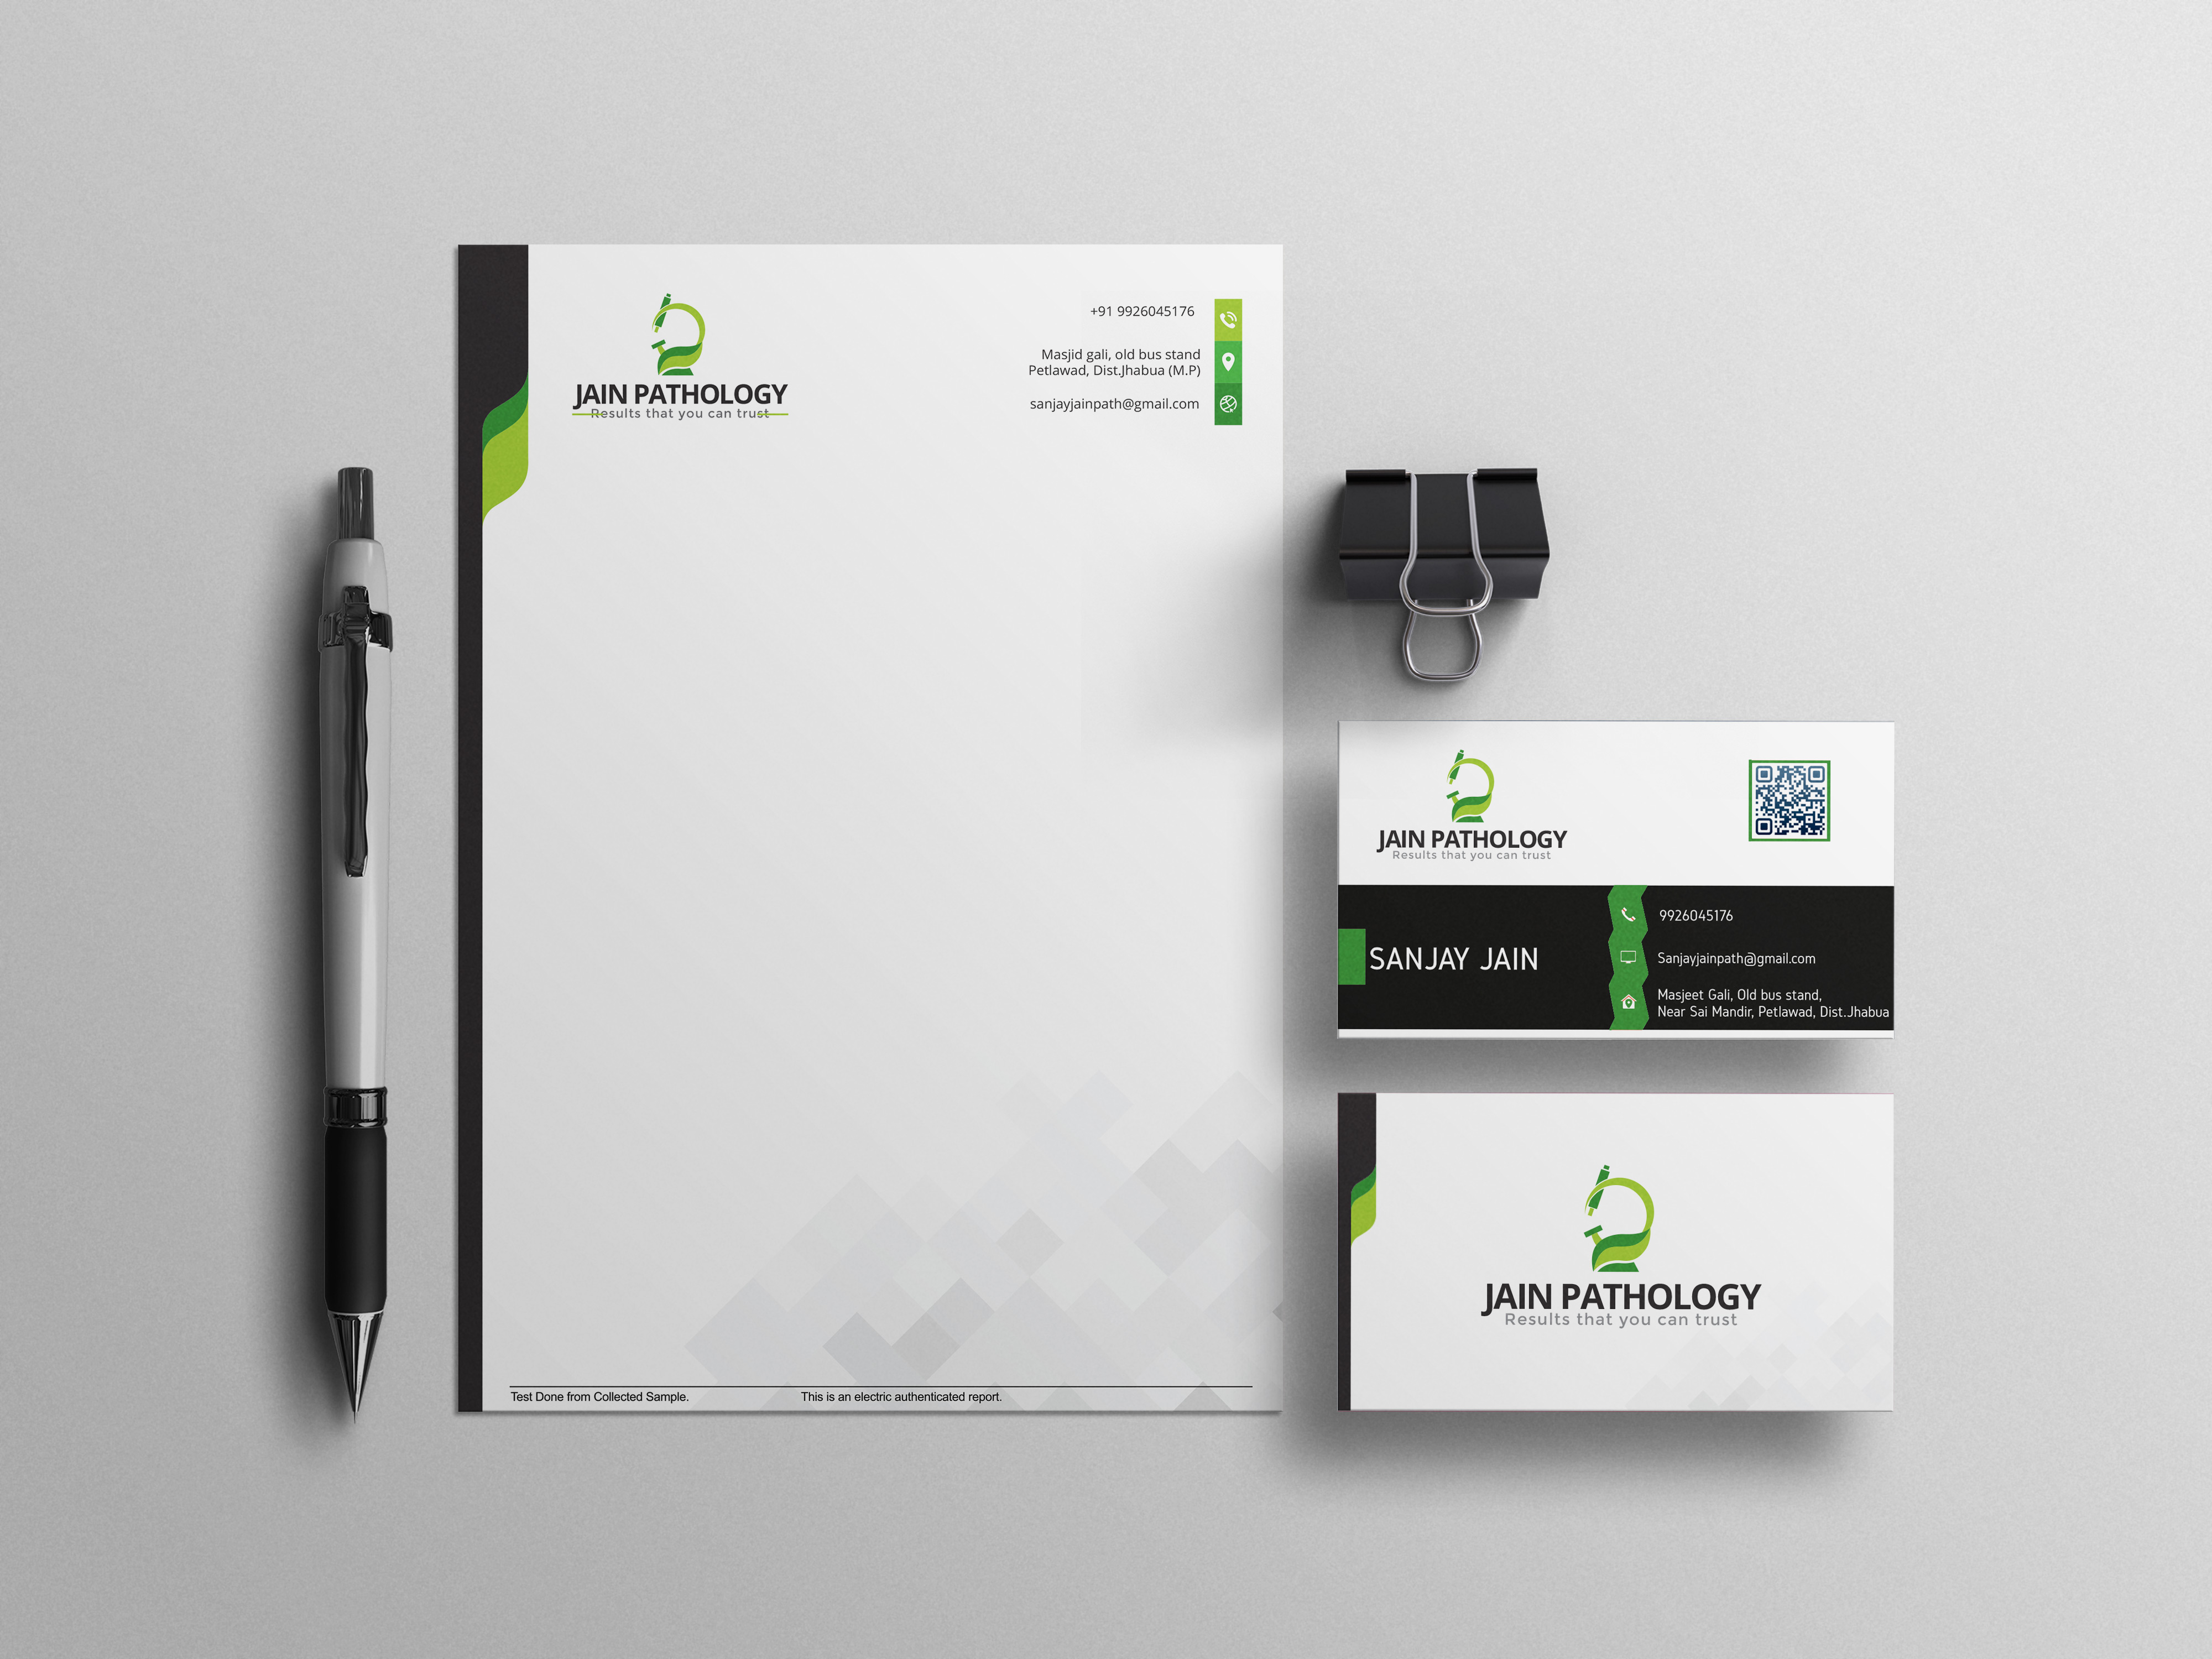 JAIN PATHOLOGY
Results that you can trust
+91 9926045176
Masjid gali, old bus stand
Petlawad, Dist.Jhabua (M.P)
sanjayjainpath@gmail.com
Test Done from Collected Sample.
This is an electric authenticated report.
JAIN PATHOLOGY
Results that you can trust
SANJAY JAIN
9926045176
Sanjayjainpath@gmail.com
Masjeet Gali, Old bus stand,
Near Sai Mandir, Petlawad, Dist.Jhabua
JAIN PATHOLOGY
Results that you can trust